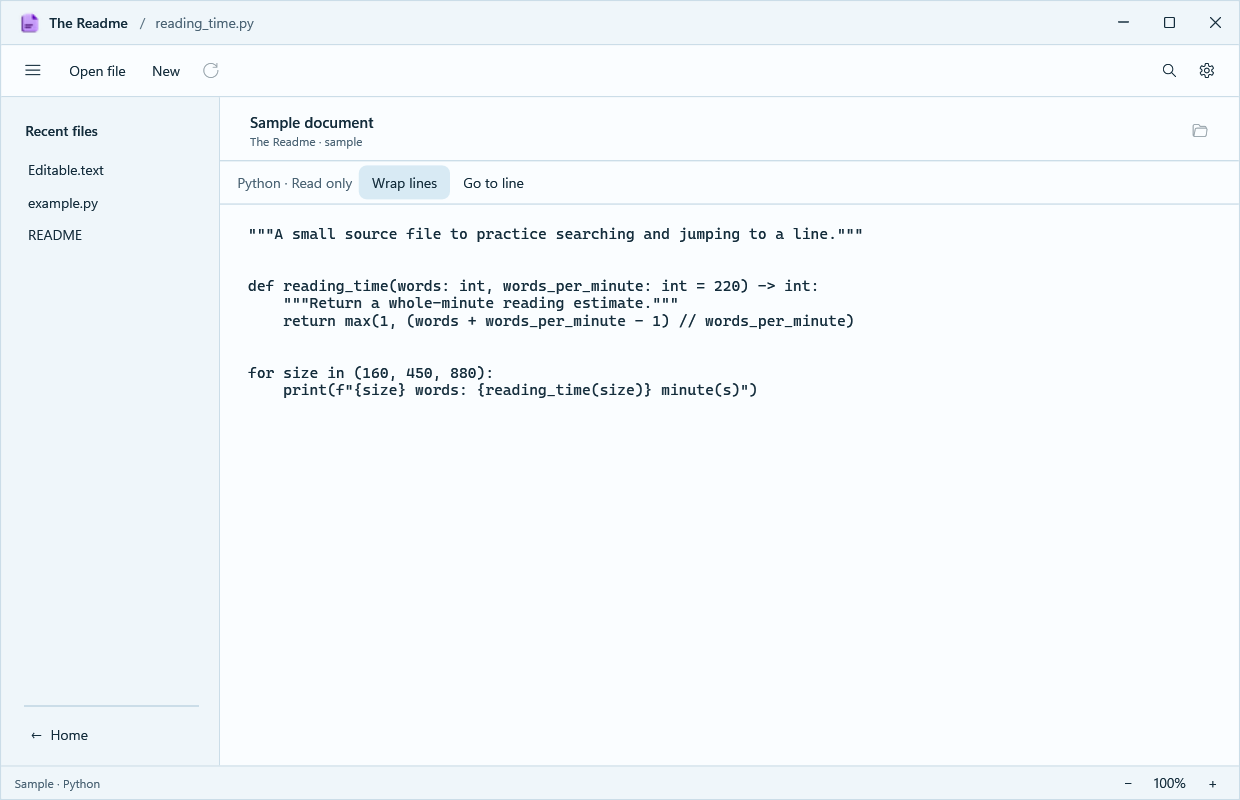 The Readme / reading_time.py
Open file New
Recent files
Editable.text
example.py
README
← Home
Sample document
The Readme · sample
Python · Read only Wrap lines Go to line
"""A small source file to practice searching and jumping to a line."""
def reading_time(words: int, words_per_minute: int = 220) -> int:
    """Return a whole-minute reading estimate."""
    return max(1, (words + words_per_minute - 1) // words_per_minute)
for size in (160, 450, 880):
    print(f"{size} words: {reading_time(size)} minute(s)")
Sample · Python
− 100% +